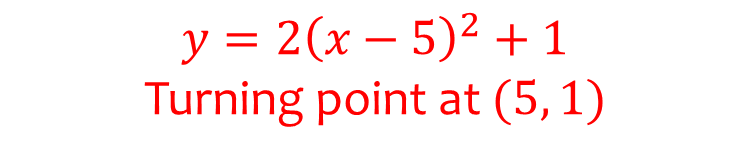 y = 2(x − 5)² + 1
Turning point at (5, 1)